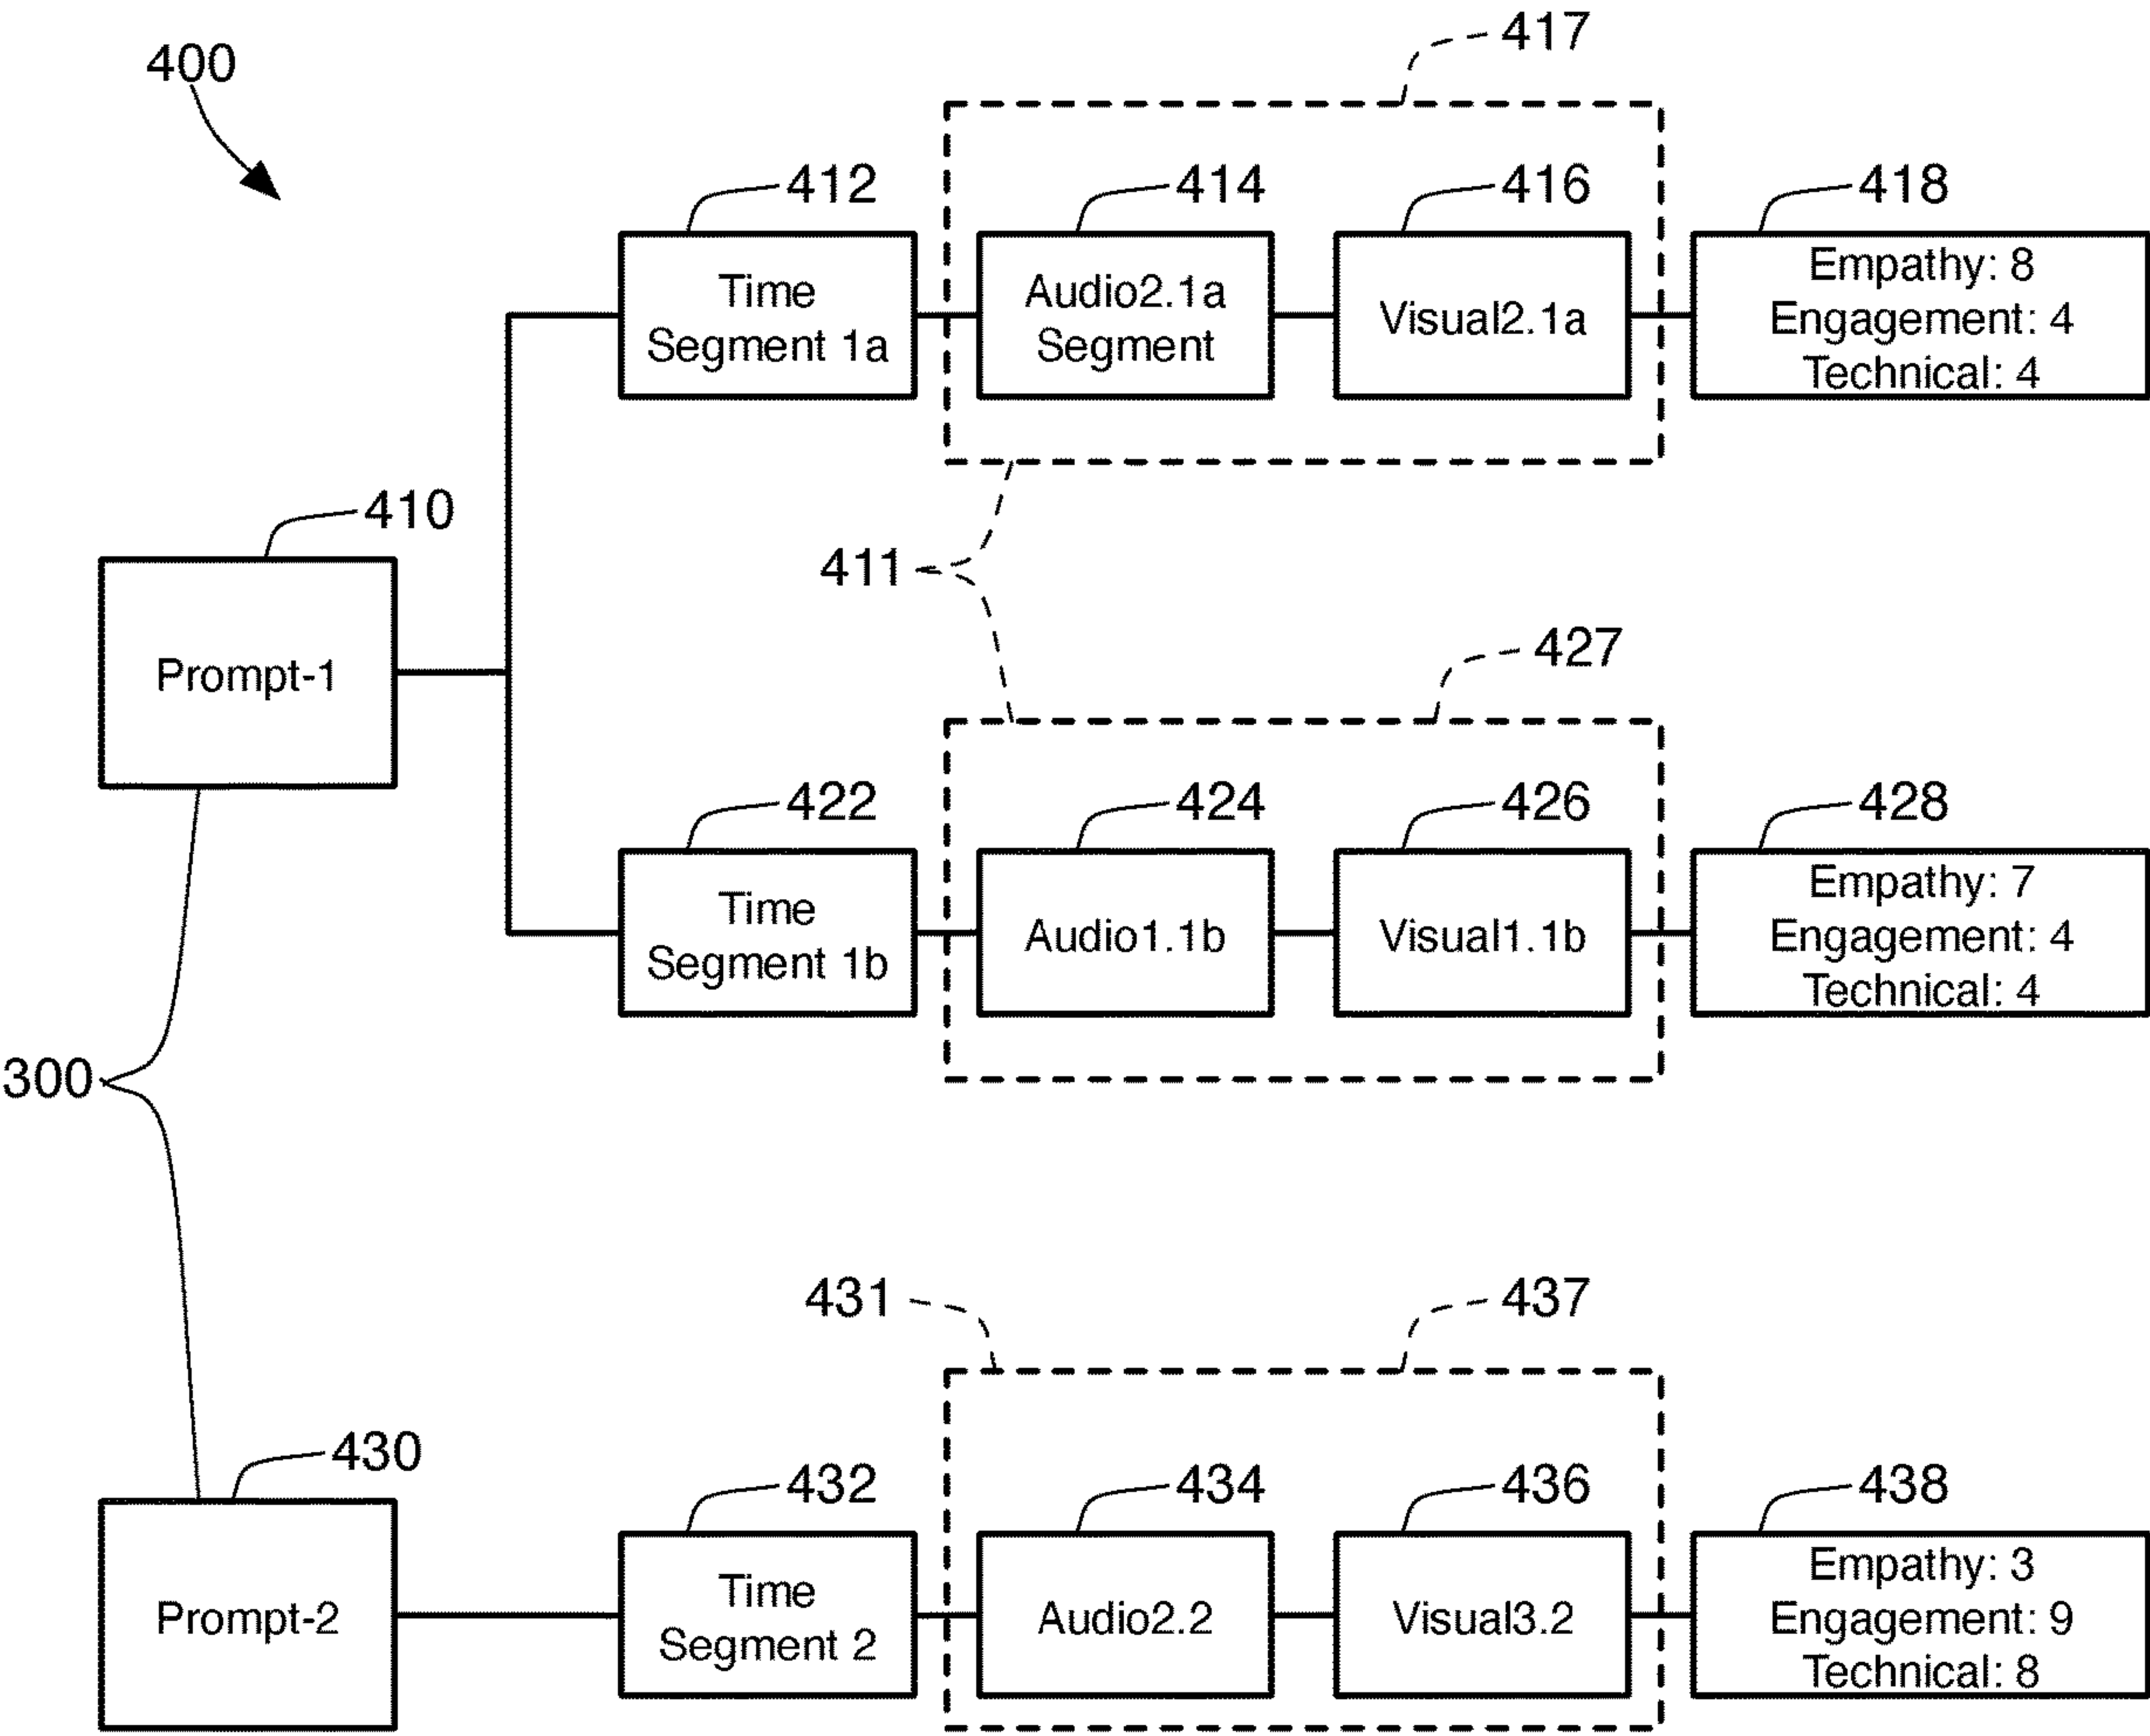 417
400
412
414
416
418
Time
Segment 1a
Audio2.1a
Segment
Visual2.1a
Empathy: 8
Engagement: 4
Technical: 4
410
411
Prompt-1
427
422
424
426
428
Time
Segment 1b
Audio1.1b
Visual1.1b
Empathy: 7
Engagement: 4
Technical: 4
300
431
437
430
432
434
436
438
Prompt-2
Time
Segment 2
Audio2.2
Visual3.2
Empathy: 3
Engagement: 9
Technical: 8